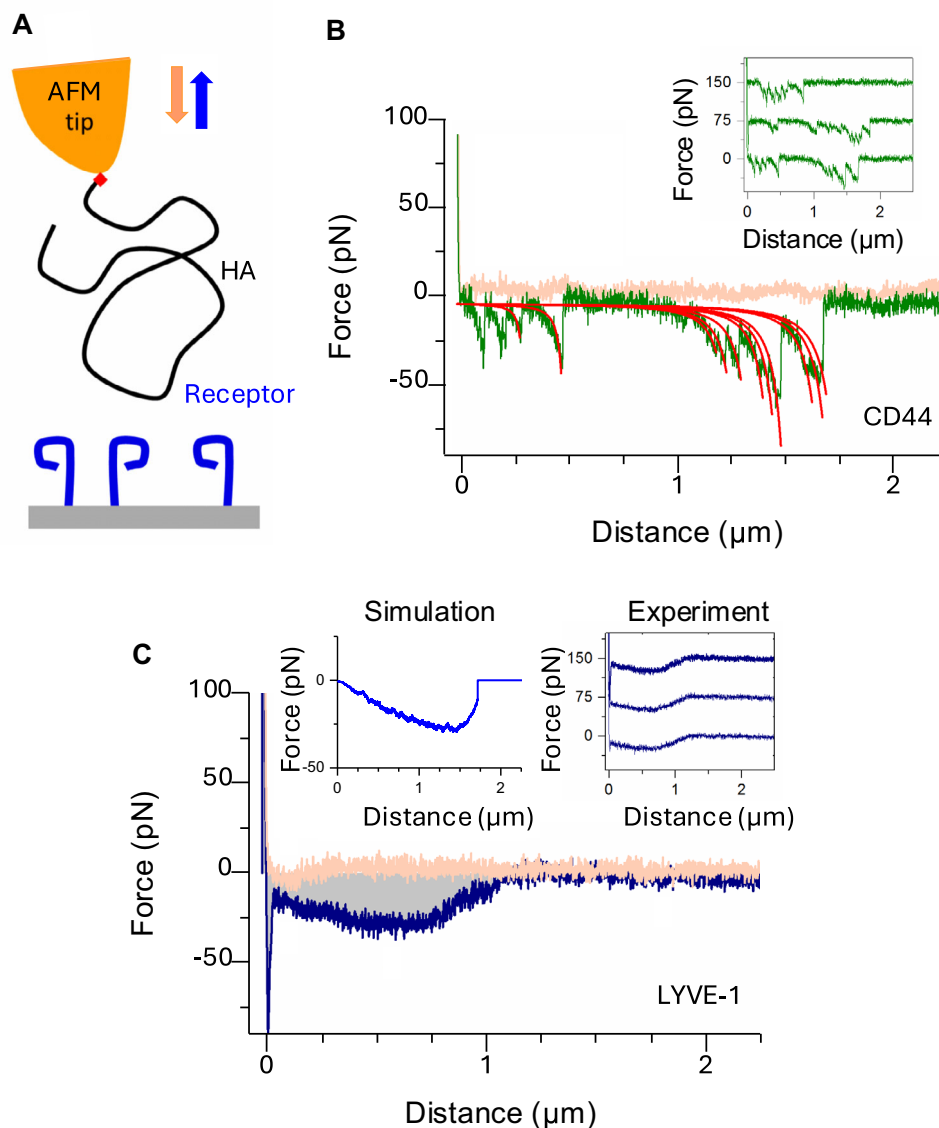 A
AFM
tip
HA
Receptor
B
Force (pN)
100
50
0
-50
0
1
2
Distance (µm)
CD44
Force (pN)
150
75
0
0
1
2
Distance (µm)
C
Simulation
Force (pN)
0
-50
0
1
2
Distance (µm)
Experiment
Force (pN)
150
75
0
0
1
2
Distance (µm)
Force (pN)
100
50
0
-50
LYVE-1
0
1
2
Distance (µm)